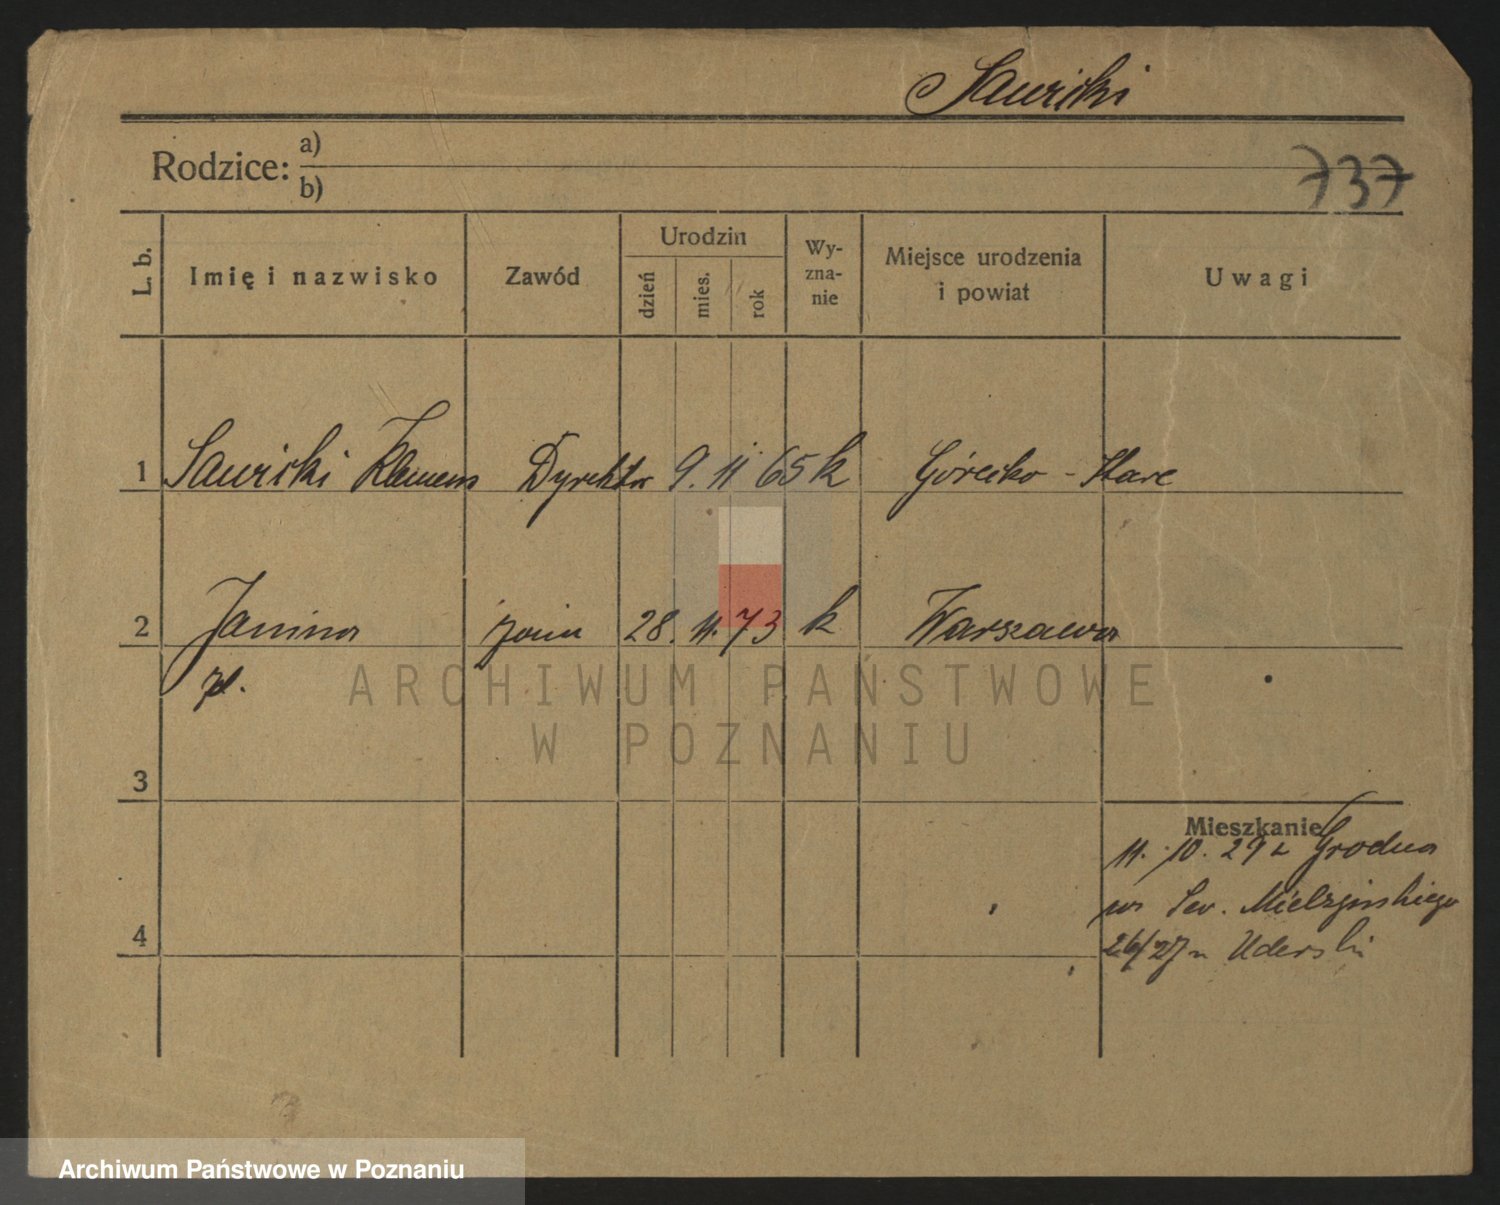 Sawicki
Rodzice: a)
b)
737
L. b. Imię i nazwisko Zawód Urodzin dzień mies. rok Wy-zna-nie Miejsce urodzenia i powiat Uwagi
1 Sawicki Klemens Dyrektor 9. 11 65 k Górecko - Stare
2 Janina żona 28. 11. 73 k Warszawa
ARCHIWUM PAŃSTWOWE
W POZNANIU
3
Mieszkanie
11. 10. 29 z Grodna
Sew. Mielżyńskiego
4
26/27 u Uderski
Archiwum Państwowe w Poznaniu